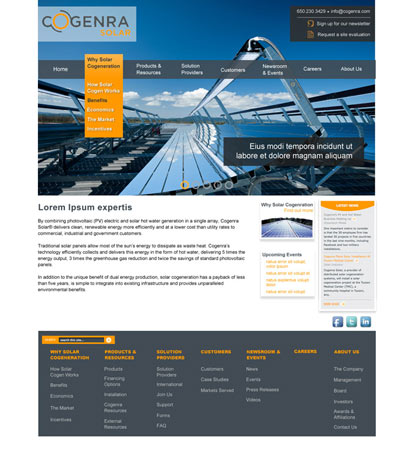 COGENRA
SOLAR
650 230 3429 • info@cogenra.com
Sign up for our newsletter
Request a site evaluation
Home
Why Solar
Cogeneration
Products &
Resources
Solution
Providers
Customers
Newsroom
& Events
Careers
About Us
How Solar
Cogen Works
Benefits
Economics
The Market
Incentives
Eius modi tempora incidunt ut
labore et dolore magnam aliquam
Lorem Ipsum expertis
By combining photovoltaic (PV) electric and solar hot water generation in a single array, Cogenra
Solar® delivers clean, renewable energy more efficiently and at a lower cost than utility rates to
commercial, industrial and government customers.
Traditional solar panels allow most of the sun's energy to dissipate as waste heat. Cogenra's
technology efficiently collects and delivers this energy in the form of hot water, delivering 5 times the
energy output, 3 times the greenhouse gas reduction and twice the savings of standard photovoltaic
panels.
In addition to the unique benefit of dual energy production, solar cogeneration has a payback of less
than five years, is simple to integrate into existing infrastructure and provides unparalleled
environmental benefits.
Why Solar Cogenration
Find out more
Upcoming Events
LATEST NEWS
WHY SOLAR
COGENERATION
How Solar
Cogen Works
Benefits
Economics
The Market
Incentives
PRODUCTS &
RESOURCES
Products
Financing
Options
Installation
Cogenra
Resources
External
Resources
SOLUTION
PROVIDERS
Solution
Providers
International
Join Us
Support
Forms
FAQ
CUSTOMERS
Customers
Case Studies
Markets Served
NEWSROOM &
EVENTS
News
Events
Press Releases
Videos
CAREERS
ABOUT US
The Company
Management
Board
Investors
Awards &
Affiliations
Contact Us